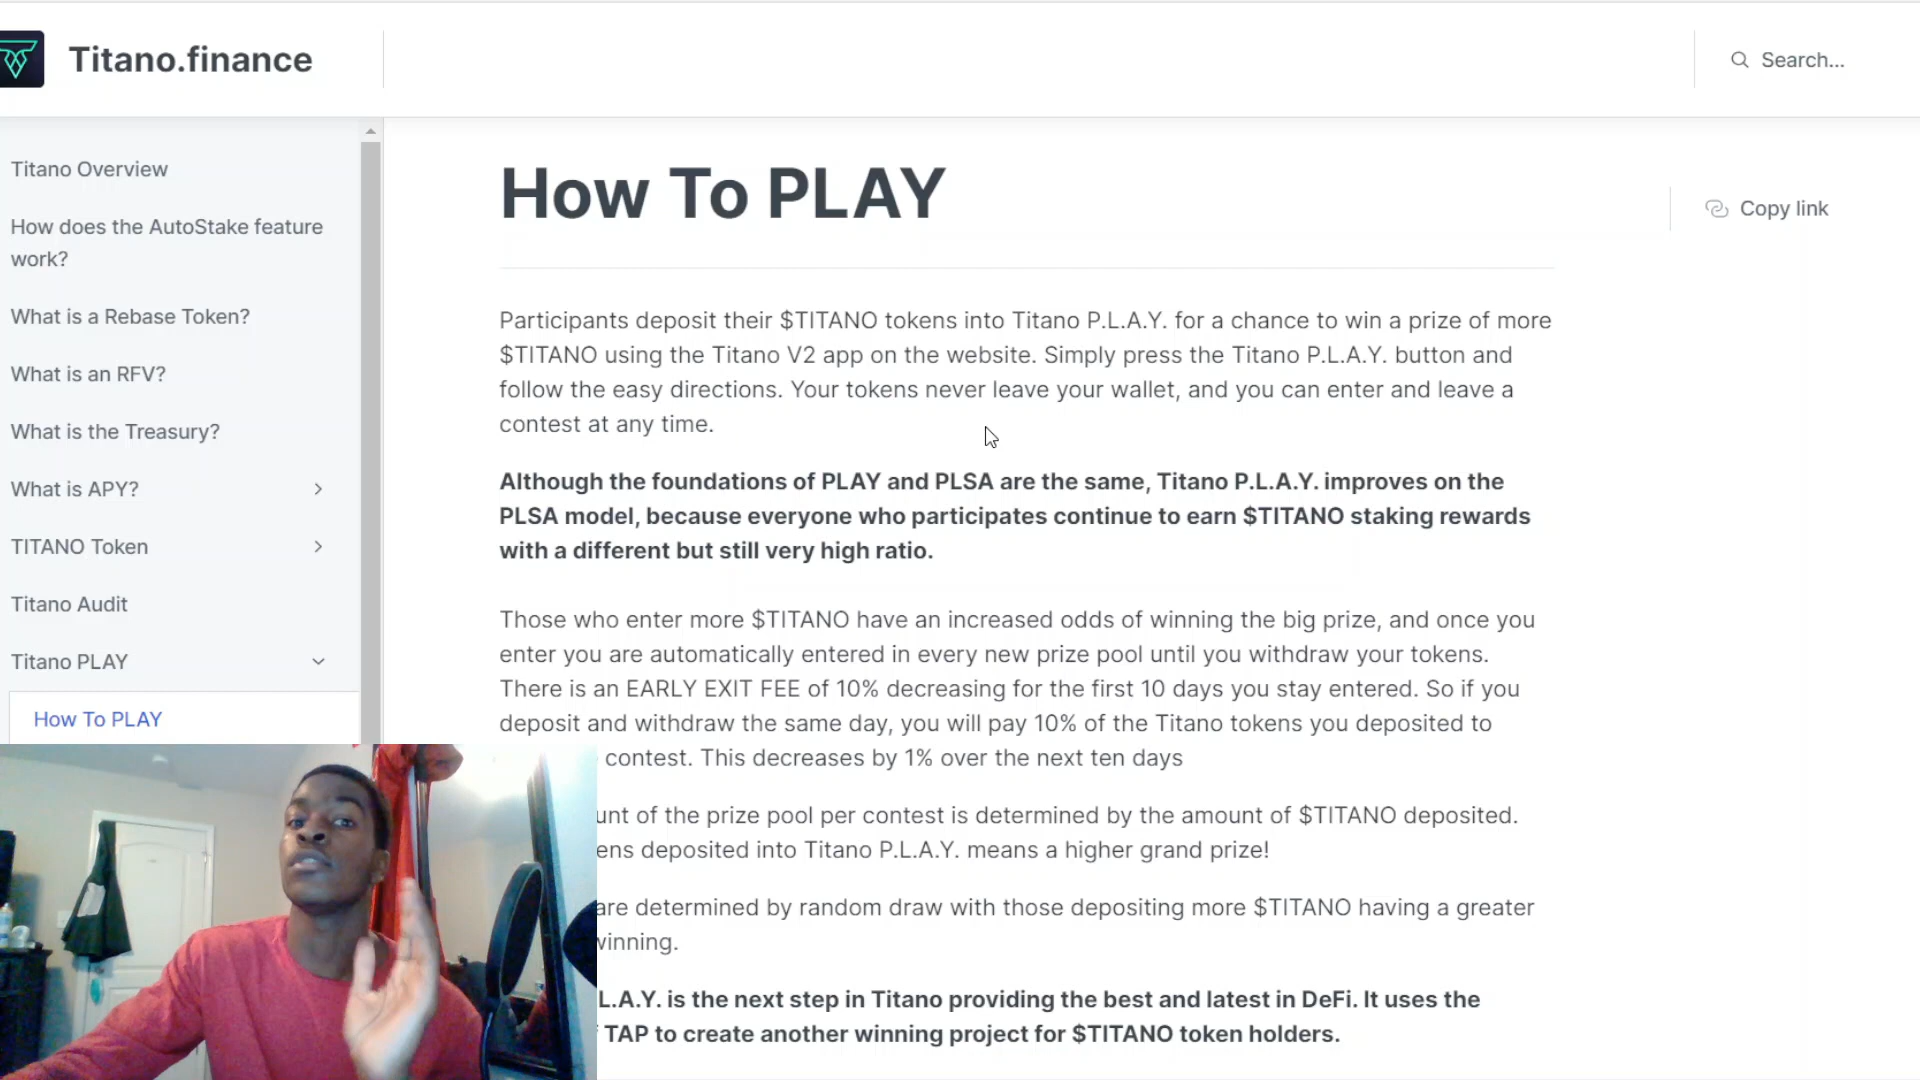 Titano.finance
Search...
Titano Overview
How does the AutoStake feature
work?
What is a Rebase Token?
What is an RFV?
What is the Treasury?
What is APY?
TITANO Token
Titano Audit
Titano PLAY
How To PLAY
How To PLAY
Copy link
Participants deposit their $TITANO tokens into Titano P.L.A.Y. for a chance to win a prize of more
$TITANO using the Titano V2 app on the website. Simply press the Titano P.L.A.Y. button and
follow the easy directions. Your tokens never leave your wallet, and you can enter and leave a
contest at any time.
Although the foundations of PLAY and PLSA are the same, Titano P.L.A.Y. improves on the
PLSA model, because everyone who participates continue to earn $TITANO staking rewards
with a different but still very high ratio.
Those who enter more $TITANO have an increased odds of winning the big prize, and once you
enter you are automatically entered in every new prize pool until you withdraw your tokens.
There is an EARLY EXIT FEE of 10% decreasing for the first 10 days you stay entered. So if you
deposit and withdraw the same day, you will pay 10% of the Titano tokens you deposited to
contest. This decreases by 1% over the next ten days
of the prize pool per contest is determined by the amount of $TITANO deposited.
deposited into Titano P.L.A.Y. means a higher grand prize!
are determined by random draw with those depositing more $TITANO having a greater
winning.
L.A.Y. is the next step in Titano providing the best and latest in DeFi. It uses the
TAP to create another winning project for $TITANO token holders.